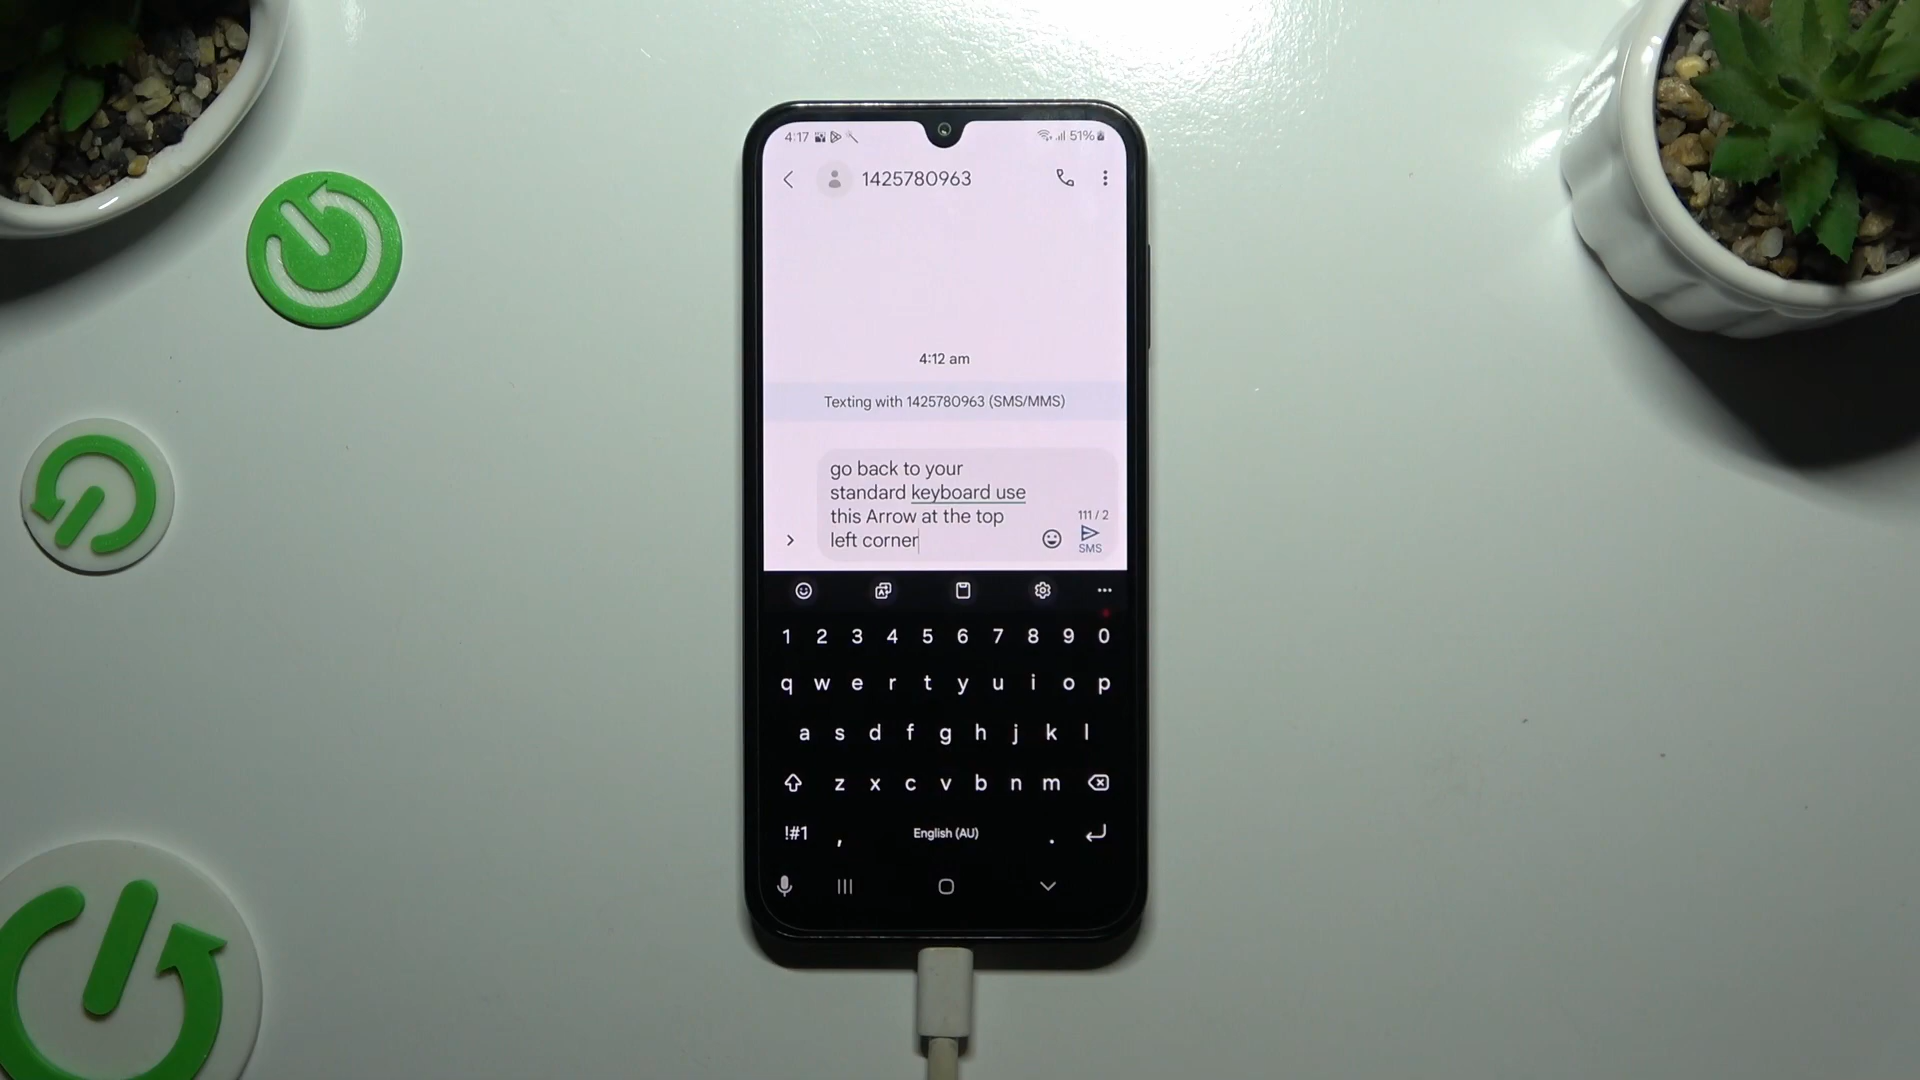 4:17 51%
1425780963
4:12 am
Texting with 1425780963 (SMS/MMS)
go back to your
standard keyboard use
this Arrow at the top
left corner
111 / 2
SMS
1 2 3 4 5 6 7 8 9 0
q w e r t y u i o p
a s d f g h j k l
z x c v b n m
!#1 , English (AU) .